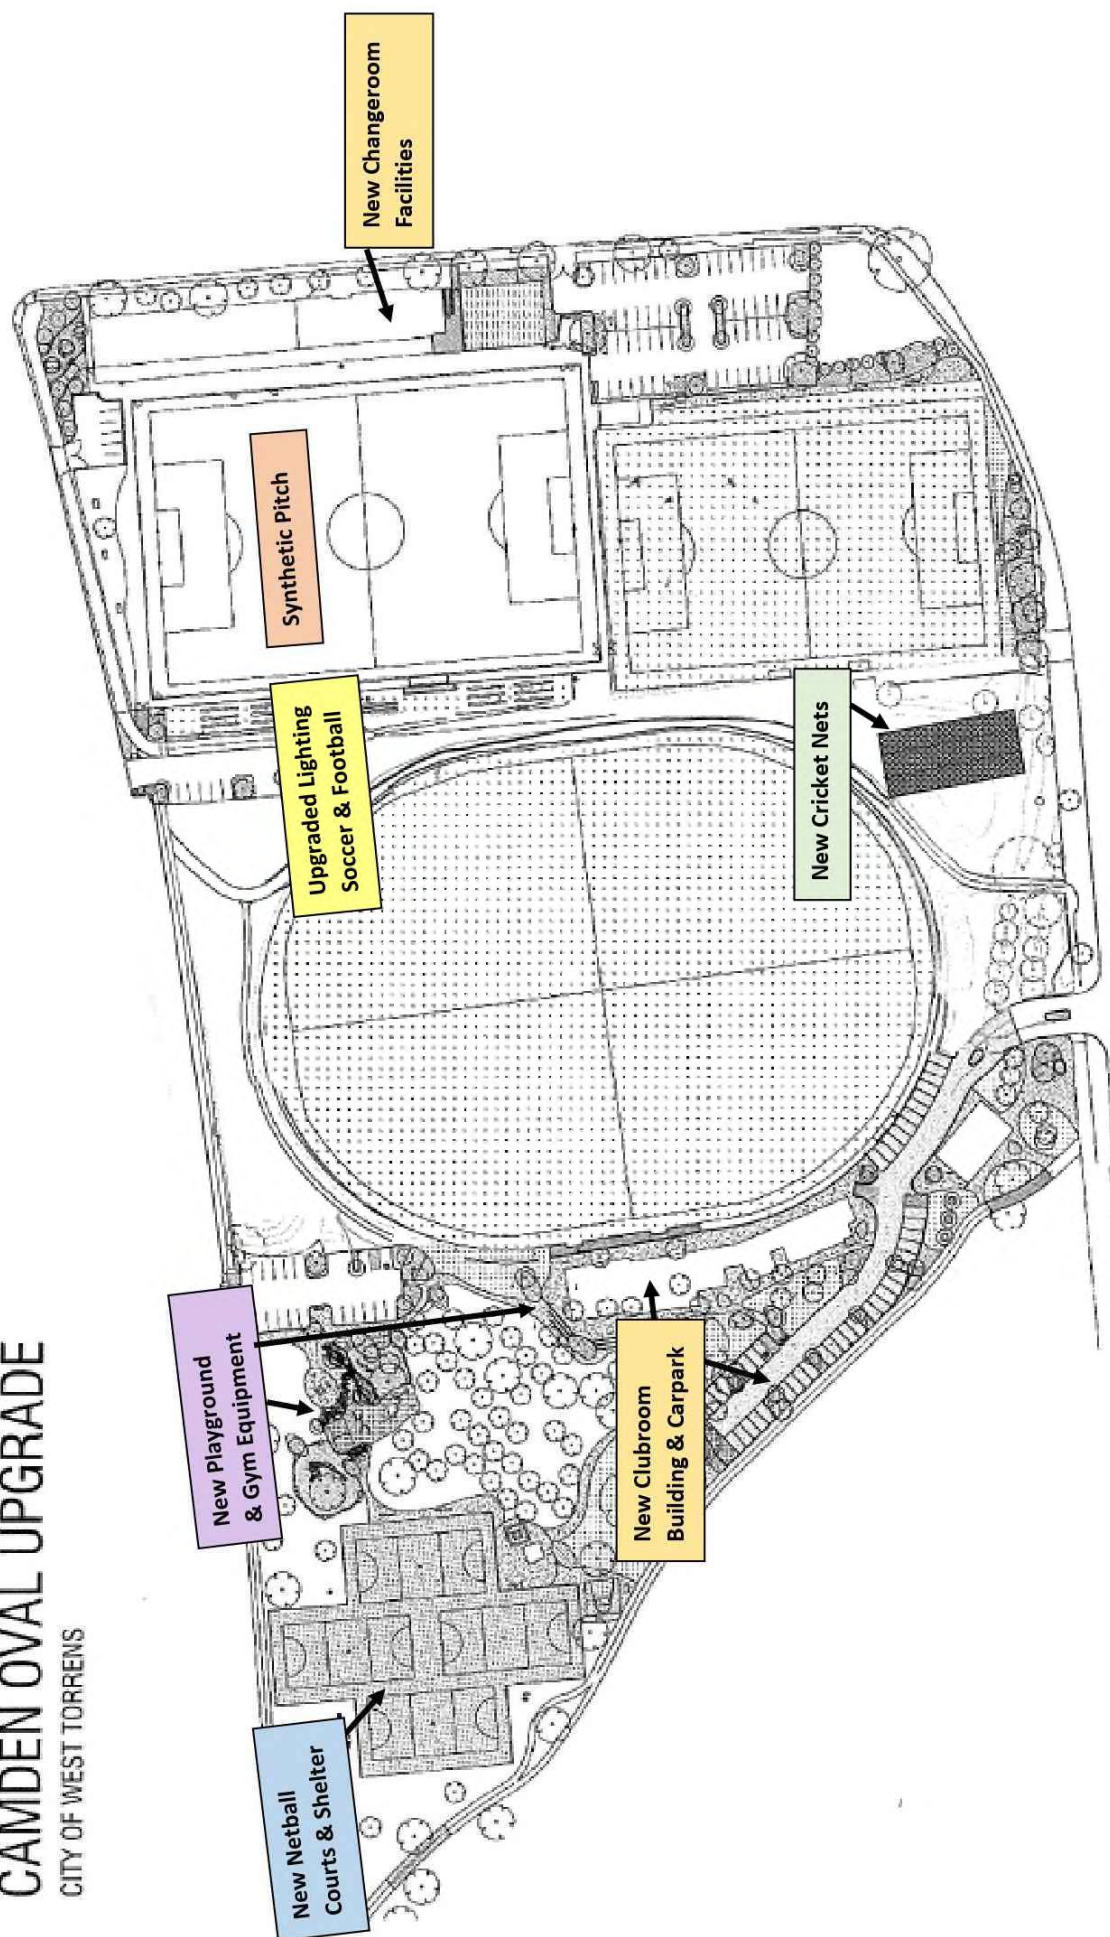 CAMDEN OVAL UPGRADE
CITY OF WEST TORRENS
New Netball
Courts & Shelter
New Playground
& Gym Equipment
New Clubroom
Building & Carpark
Upgraded Lighting
Soccer & Football
New Cricket Nets
Synthetic Pitch
New Changeroom
Facilities